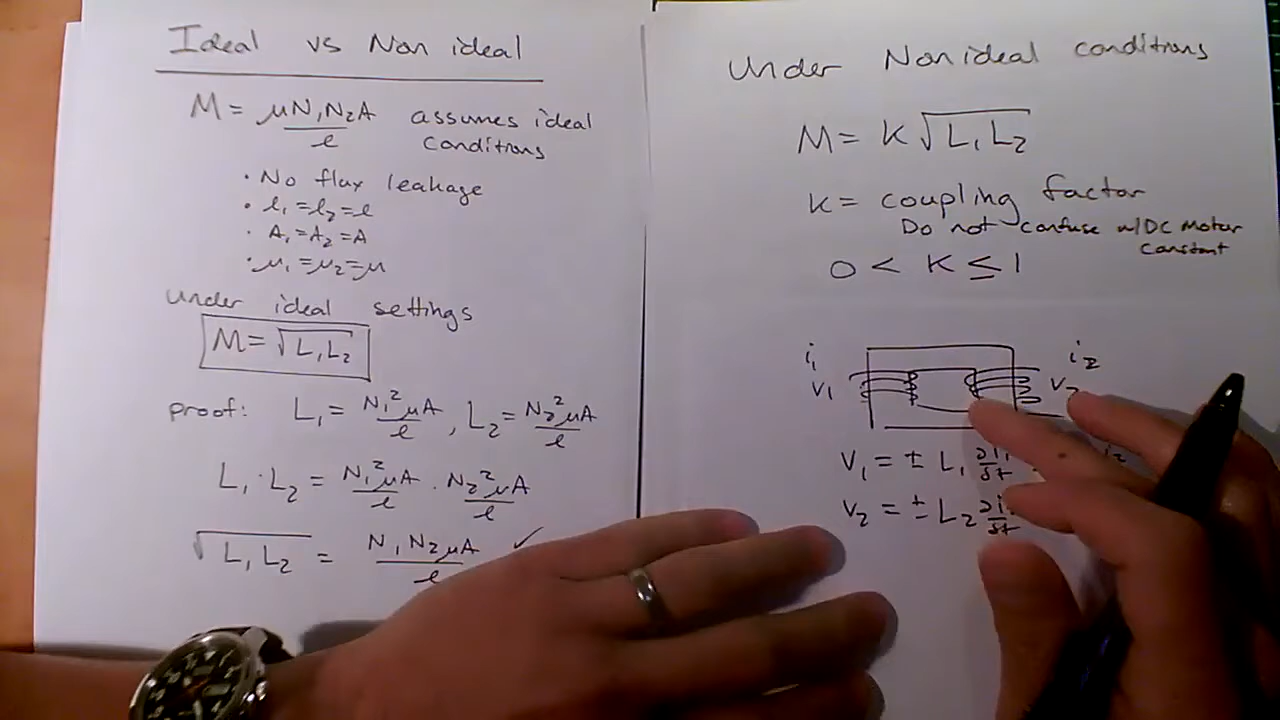 Ideal vs Non ideal
M = μN₁N₂A / l assumes ideal
conditions
• No flux leakage
• l₁ = l₂ = l
• A₁ = A₂ = A
• μ₁ = μ₂ = μ
Under ideal settings
M = √L₁L₂
proof: L₁ = N₁²μA / l , L₂ = N₂²μA / l
L₁ · L₂ = N₁²μA / l · N₂²μA / l
√L₁L₂ = N₁N₂μA / l ✓
Under Nonideal conditions
M = K√L₁L₂
K = coupling factor
Do not confuse w/DC Motor
Constant
0 < K ≤ 1
i₁ i₂
V₁ V₂
V₁ = ± L₁ ∂i₁/∂t
V₂ = ± L₂